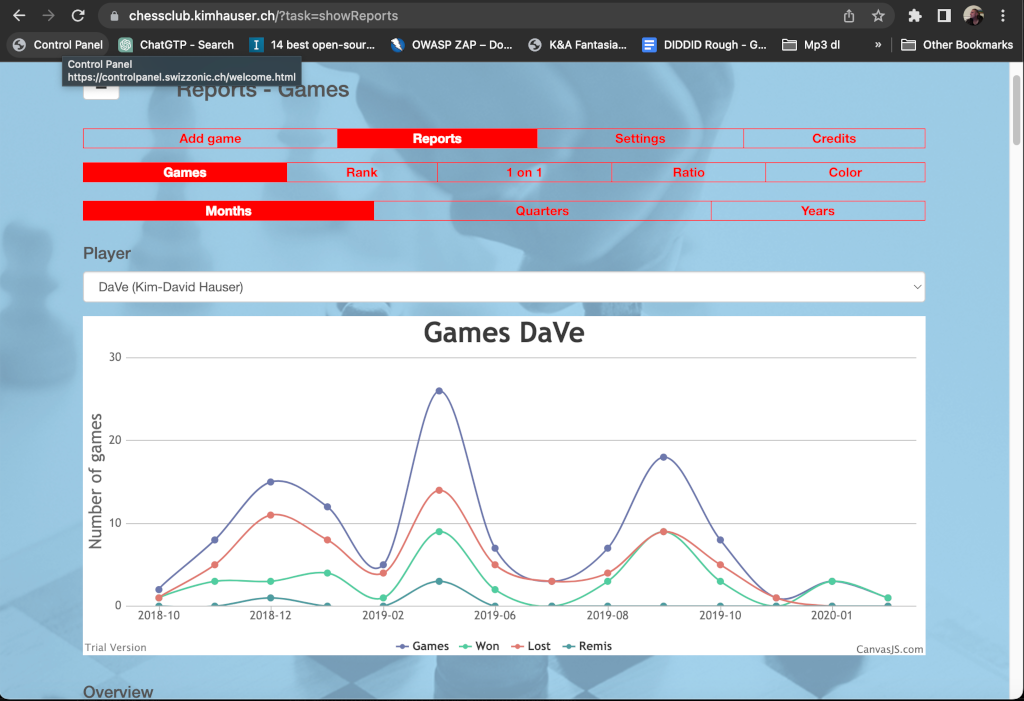 chessclub.kimhauser.ch/?task=showReports
Control Panel ChatGTP - Search 14 best open-sour... OWASP ZAP – Do... K&A Fantasia... DIDDID Rough - G... Mp3 dl » Other Bookmarks
Control Panel
https://controlpanel.swizzonic.ch/welcome.html
Reports - Games
Add game Reports Settings Credits
Games Rank 1 on 1 Ratio Color
Months Quarters Years
Player
DaVe (Kim-David Hauser)
Games DaVe
Number of games
30
20
10
0
2018-10 2018-12 2019-02 2019-06 2019-08 2019-10 2020-01
Games Won Lost Remis
Trial Version CanvasJS.com
Overview